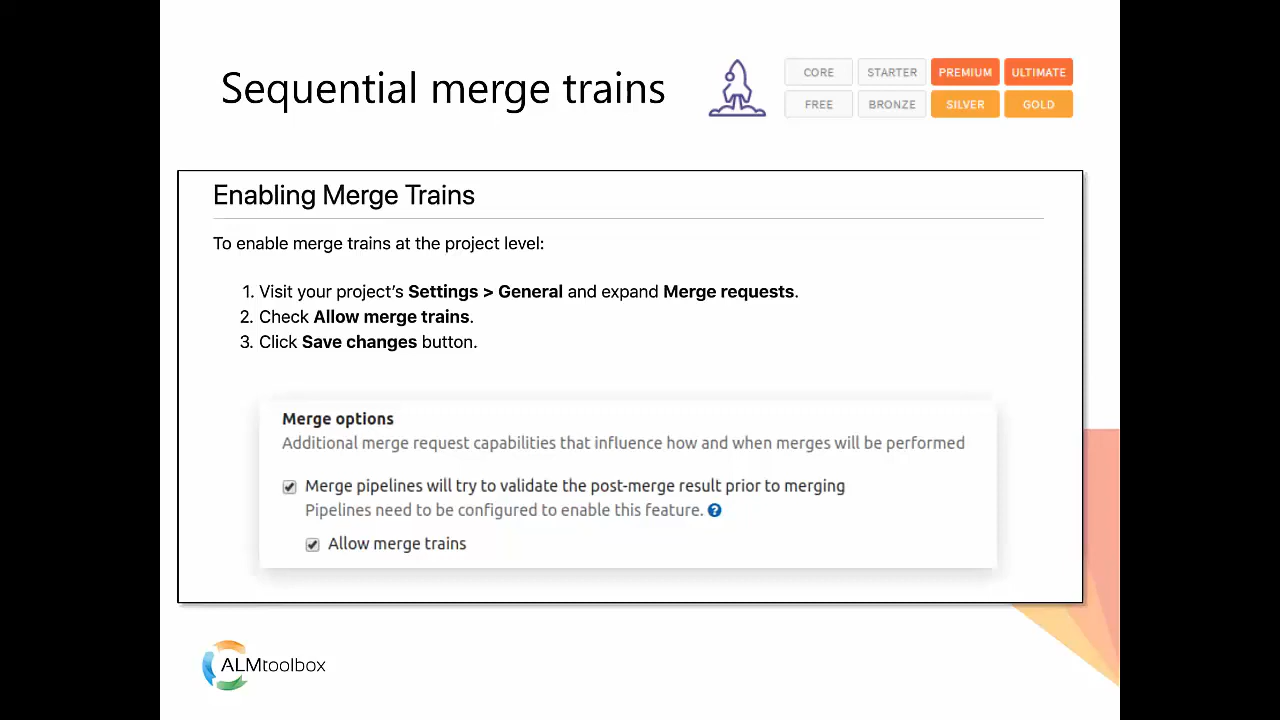 Sequential merge trains
CORE STARTER PREMIUM ULTIMATE
FREE BRONZE SILVER GOLD
Enabling Merge Trains
To enable merge trains at the project level:
1. Visit your project’s Settings > General and expand Merge requests.
2. Check Allow merge trains.
3. Click Save changes button.
Merge options
Additional merge request capabilities that influence how and when merges will be performed
Merge pipelines will try to validate the post-merge result prior to merging
Pipelines need to be configured to enable this feature. ?
Allow merge trains
ALMtoolbox